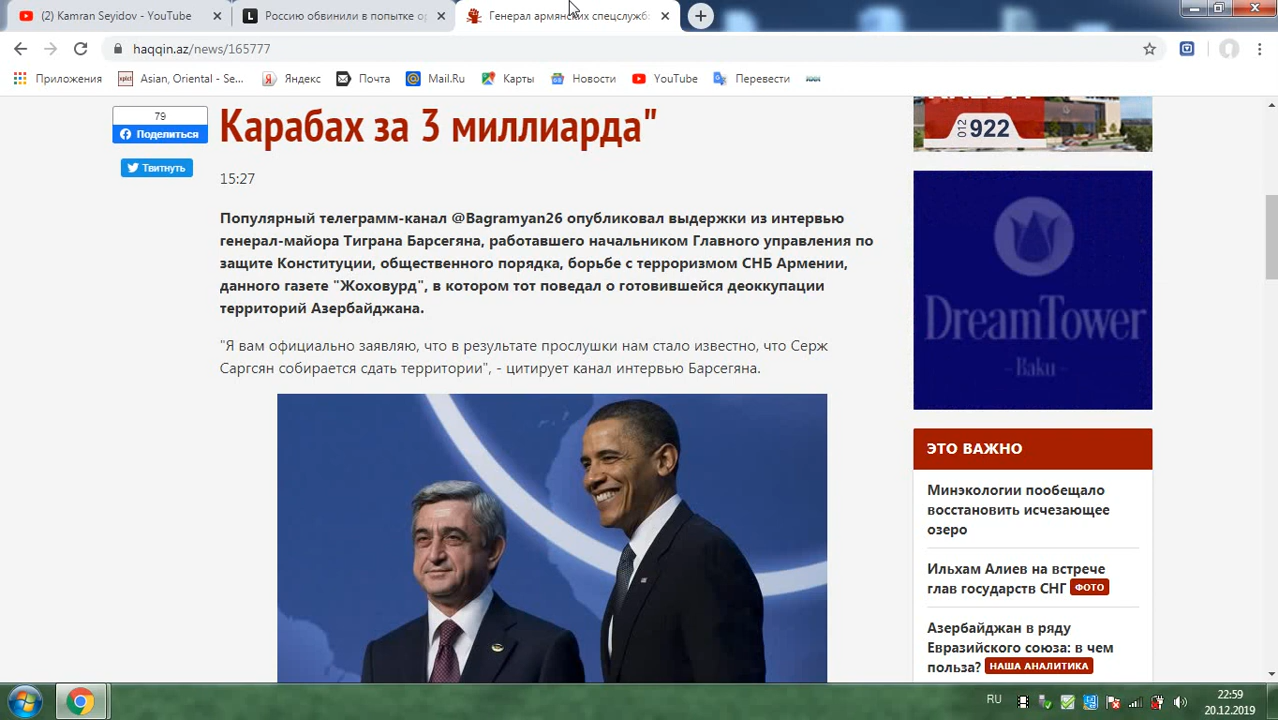 (2) Kamran Seyidov - YouTube
Россию обвинили в попытке ор
Генерал армянских спецслужб:
haqqin.az/news/165777
Приложения
Asian, Oriental - Se...
Яндекс
Почта
Mail.Ru
Карты
Новости
YouTube
Перевести
79
Поделиться
Твитнуть
Карабах за 3 миллиарда"
15:27
Популярный телеграмм-канал @Bagramyan26 опубликовал выдержки из интервью
генерал-майора Тиграна Барсегяна, работавшего начальником Главного управления по
защите Конституции, общественного порядка, борьбе с терроризмом СНБ Армении,
данного газете "Жоховурд", в котором тот поведал о готовившейся деоккупации
территорий Азербайджана.
"Я вам официально заявляю, что в результате прослушки нам стало известно, что Серж
Саргсян собирается сдать территории", - цитирует канал интервью Барсегяна.
012 922
DreamTower
- Baku -
ЭТО ВАЖНО
Минэкологии пообещало
восстановить исчезающее
озеро
Ильхам Алиев на встрече
глав государств СНГ ФОТО
Азербайджан в ряду
Евразийского союза: в чем
польза? НАША АНАЛИТИКА
RU
22:59
20.12.2019